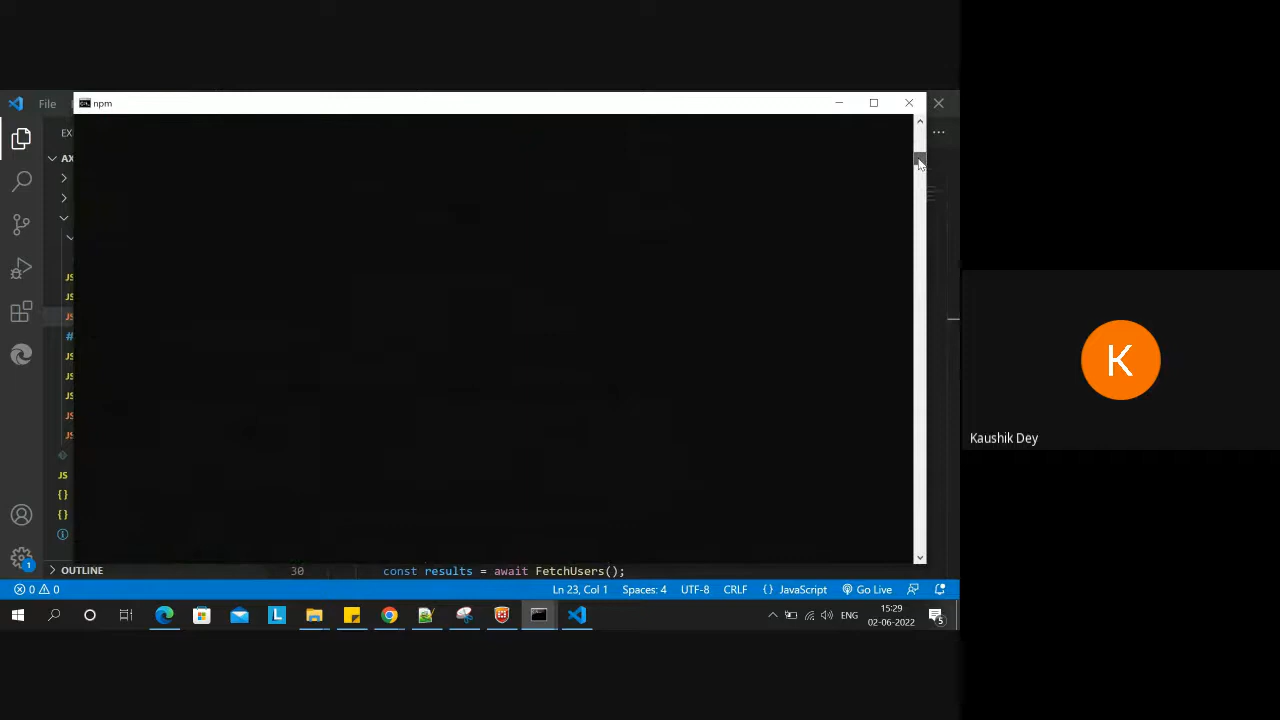 File
npm
EX
AX
JS
JS
JS
#
JS
JS
JS
JS
JS
JS
{ }
{ }
OUTLINE
30 const results = await FetchUsers();
0 0
Ln 23, Col 1
Spaces: 4
UTF-8
CRLF
{ } JavaScript
Go Live
1
L
ENG
15:29
02-06-2022
5
K
Kaushik Dey